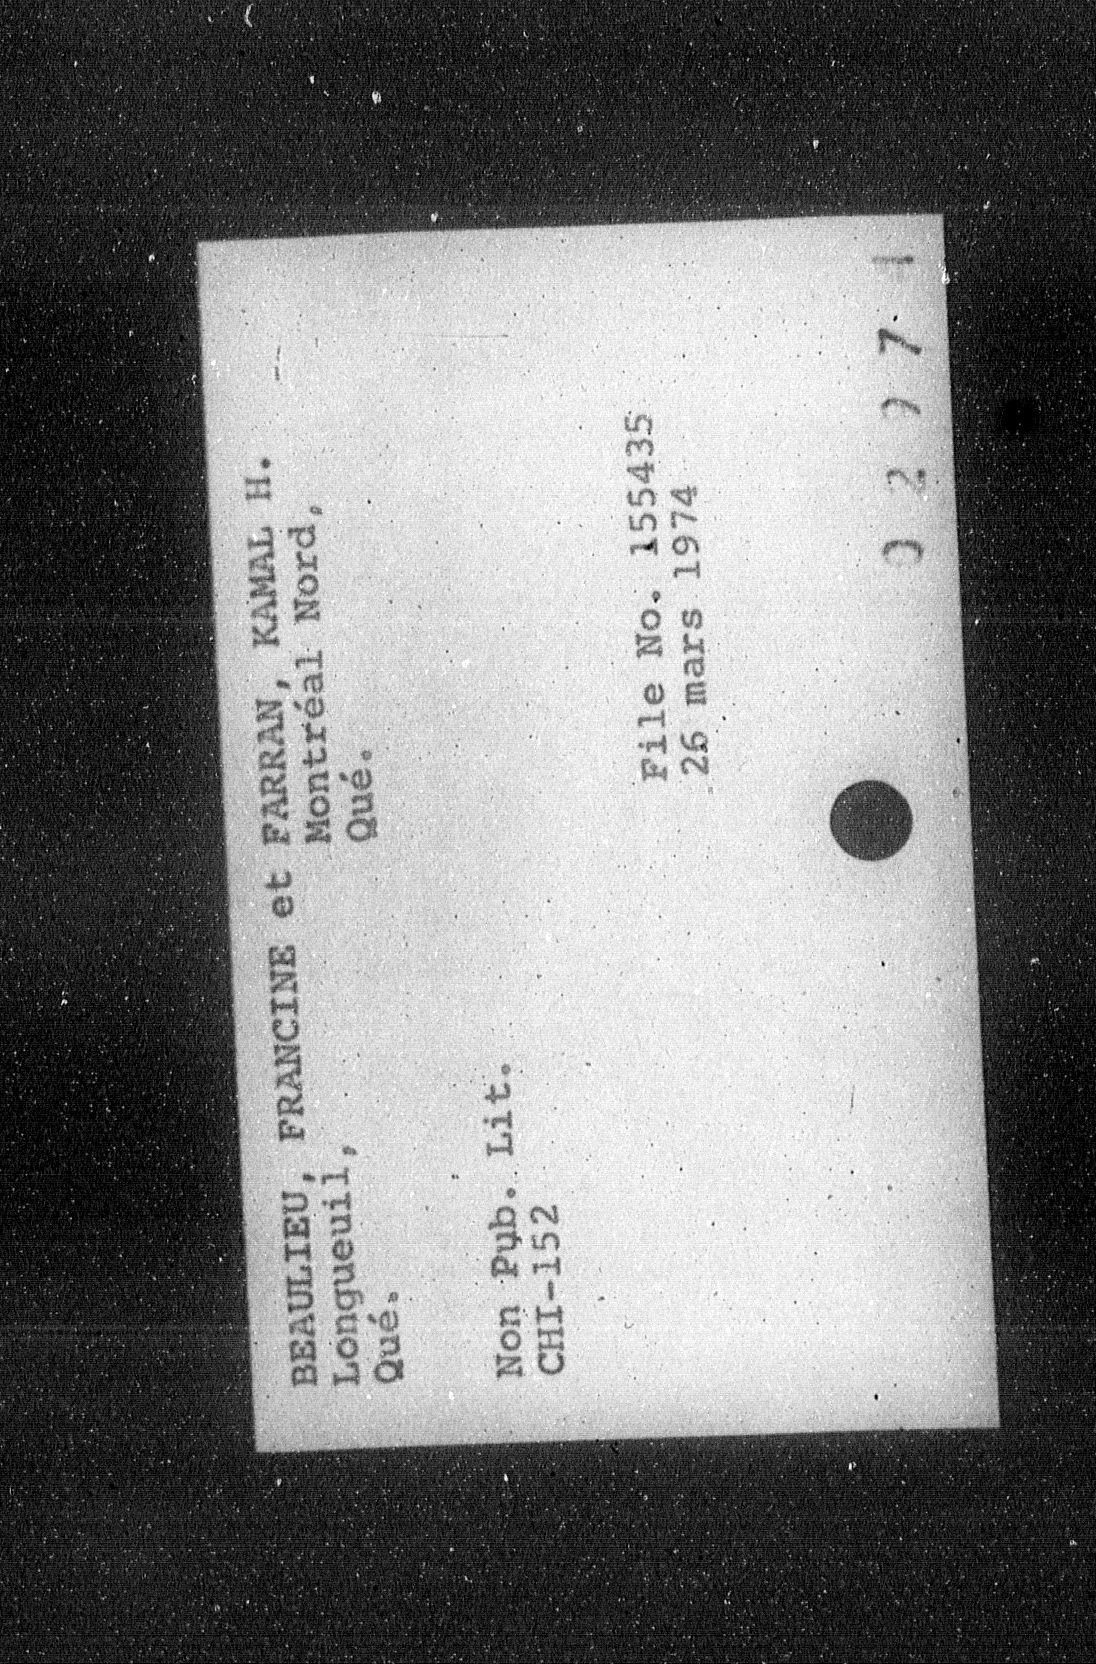 BEAULIEU, FRANCINE et FARRAN, KAMAL H.
Longueuil, Montréal Nord,
Qué. Qué.
Non Pub. Lit.
CHI-152
File No. 155435
26 mars 1974